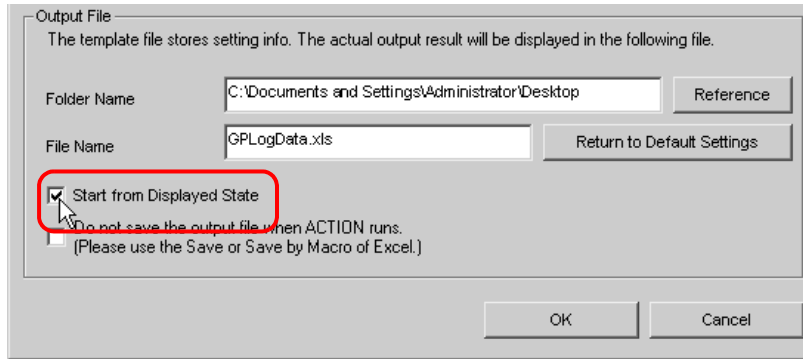 Output File
The template file stores setting info. The actual output result will be displayed in the following file.
Folder Name
C:\Documents and Settings\Administrator\Desktop
Reference
File Name
GPLogData.xls
Return to Default Settings
Start from Displayed State
Do not save the output file when ACTION runs.
(Please use the Save or Save by Macro of Excel.)
OK
Cancel